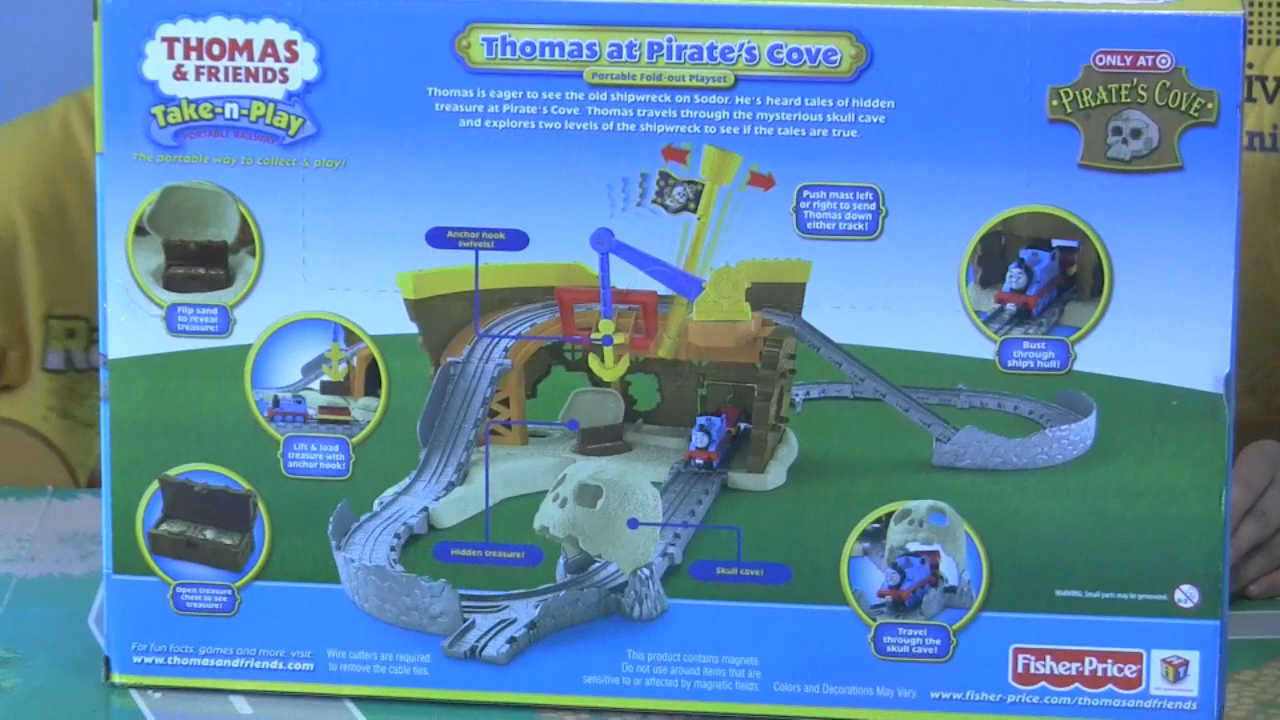 THOMAS
& FRIENDS
Take-n-Play
PORTABLE RAILWAY
The portable way to collect & play!
Thomas at Pirate's Cove
Portable Fold-out Playset
Thomas is eager to see the old shipwreck on Sodor. He's heard tales of hidden
treasure at Pirate's Cove. Thomas travels through the mysterious skull cave
and explores two levels of the shipwreck to see if the tales are true.
ONLY AT
PIRATE'S COVE
Push mast left
or right to send
Thomas down
either track!
Anchor hook
swivels!
Flip sand
to reveal
treasure!
Bust
through
ship's hull!
Lift & load
treasure with
anchor hook!
Hidden treasure!
Skull cave!
Open treasure
chest to see
treasure!
Travel
through the
skull cave!
WARNING: Small parts may be generated.
For fun facts, games and more, visit
www.thomasandfriends.com
Wire cutters are required
to remove the cable ties.
This product contains magnets.
Do not use around items that are
sensitive to or affected by magnetic fields.
Colors and Decorations May Vary.
Fisher-Price
HIT
www.fisher-price.com/thomasandfriends